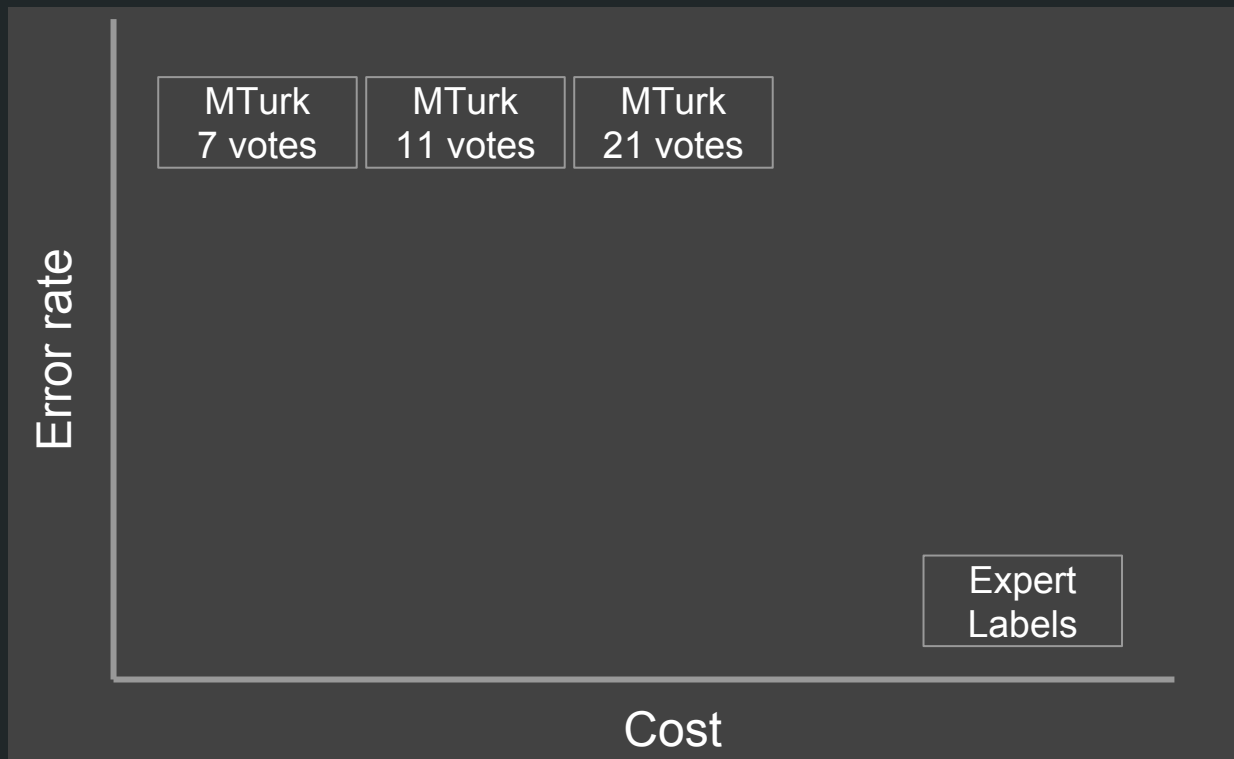 MTurk
7 votes
MTurk
11 votes
MTurk
21 votes
Error rate
Expert
Labels
Cost